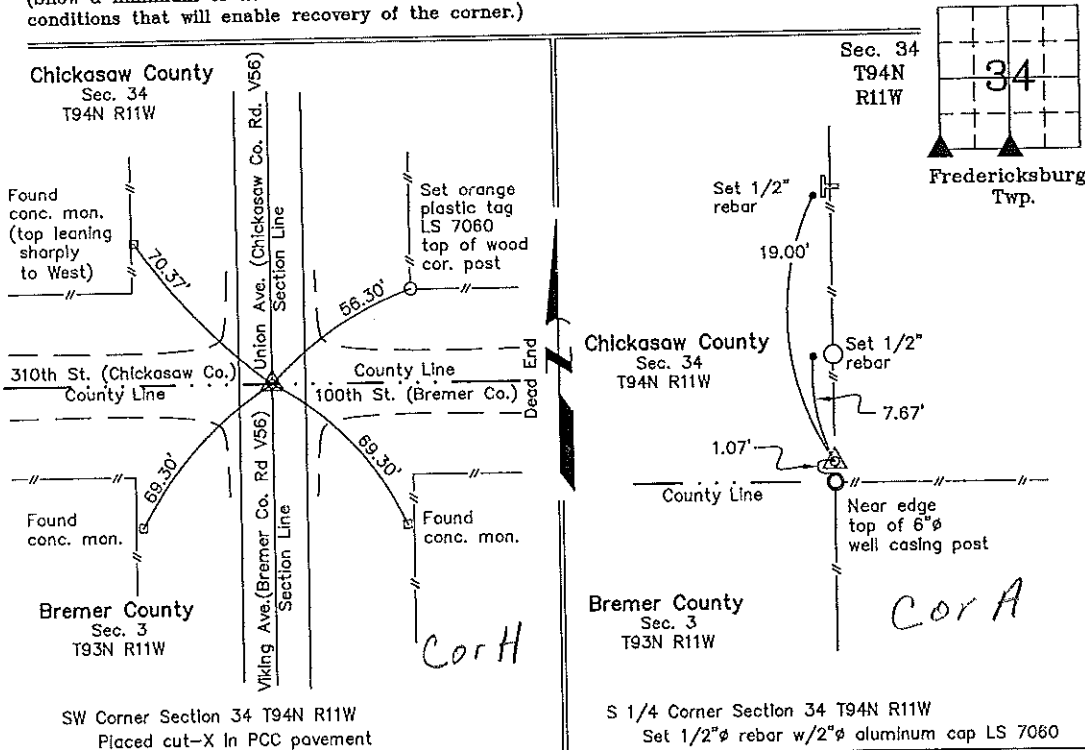 conditions that will enable recovery of the corner.)
Chickasaw County
Sec. 34
T94N R11W
Found
conc. mon.
(top leaning
sharply
to West)
70.37'
Union Ave. (Chickasaw Co. Rd. V56)
Section Line
Set orange
plastic tag
LS 7060
top of wood
cor. post
56.30'
310th St. (Chickasaw Co.)
County Line
County Line
100th St. (Bremer Co.)
Dead End
69.30'
69.30'
Found
conc. mon.
Viking Ave.(Bremer Co. Rd V56)
Section Line
Found
conc. mon.
Bremer County
Sec. 3
T93N R11W
Cor H
SW Corner Section 34 T94N R11W
Placed cut-X in PCC pavement
Sec. 34
T94N
R11W
34
Fredericksburg
Twp.
Set 1/2"
rebar
19.00'
Chickasaw County
Sec. 34
T94N R11W
Set 1/2"
rebar
7.67'
1.07'
County Line
Near edge
top of 6"ø
well casing post
Bremer County
Sec. 3
T93N R11W
Cor A
S 1/4 Corner Section 34 T94N R11W
Set 1/2"ø rebar w/2"ø aluminum cap LS 7060